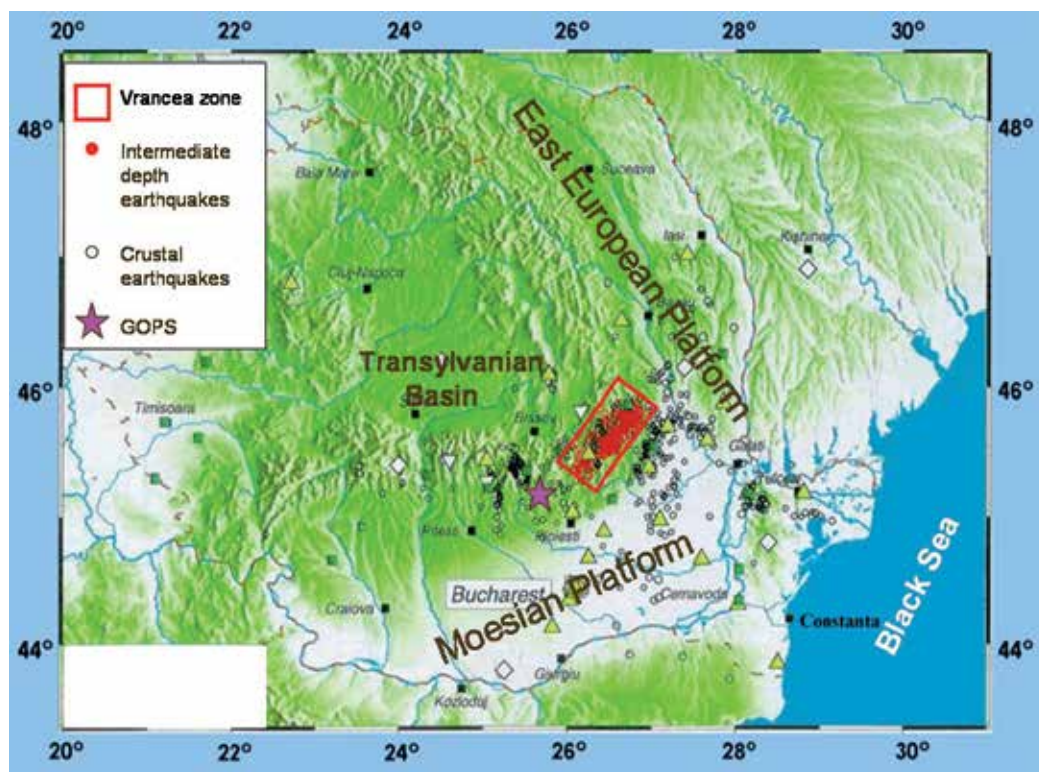 20°
22°
24°
26°
28°
30°
Vrancea zone
Intermediate
depth
earthquakes
Crustal
earthquakes
GOPS
48°
48°
East European Platform
Baia Mare
Suceava
Iasi
Kishinev
Cluj-Napoca
Transylvanian
Basin
46°
46°
Timisoara
Brasov
Galati
Tulcea
Pitesti
Ploiesti
Moesian Platform
Bucharest
Craiova
Cernavoda
Constanta
Black Sea
44°
44°
Giurgiu
Kozloduj
20°
22°
24°
26°
28°
30°